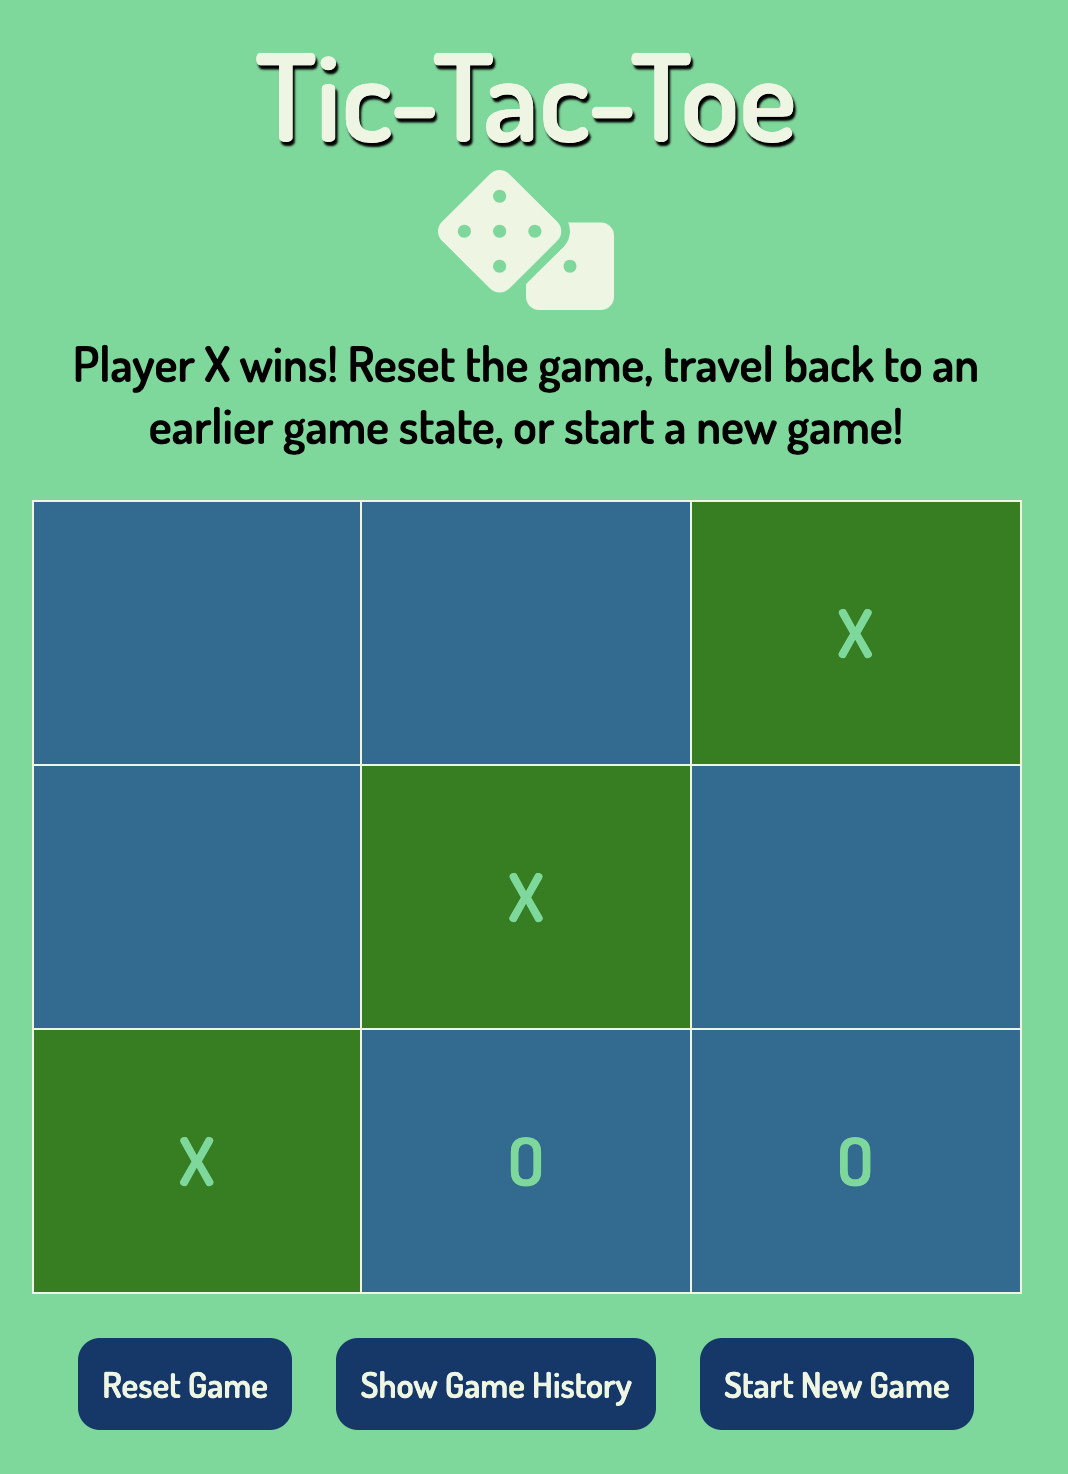 Tic-Tac-Toe
Player X wins! Reset the game, travel back to an
earlier game state, or start a new game!
X
X
X O O
Reset Game Show Game History Start New Game